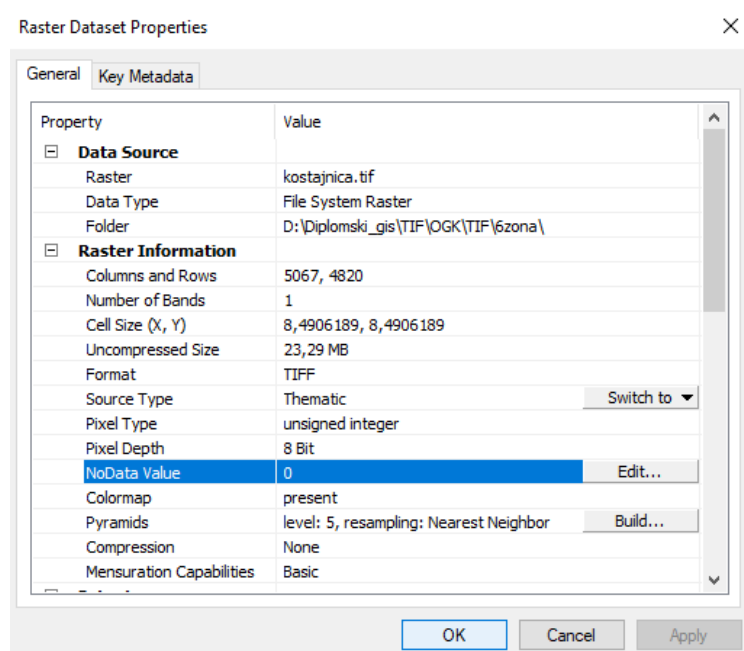 Raster Dataset Properties
General Key Metadata
Property Value
Data Source
Raster kostajnica.tif
Data Type File System Raster
Folder D:\Diplomski_gis\TIF\OGK\TIF\6zona\
Raster Information
Columns and Rows 5067, 4820
Number of Bands 1
Cell Size (X, Y) 8,4906189, 8,4906189
Uncompressed Size 23,29 MB
Format TIFF
Source Type Thematic Switch to
Pixel Type unsigned integer
Pixel Depth 8 Bit
NoData Value 0 Edit...
Colormap present
Pyramids level: 5, resampling: Nearest Neighbor Build...
Compression None
Mensuration Capabilities Basic
OK Cancel Apply